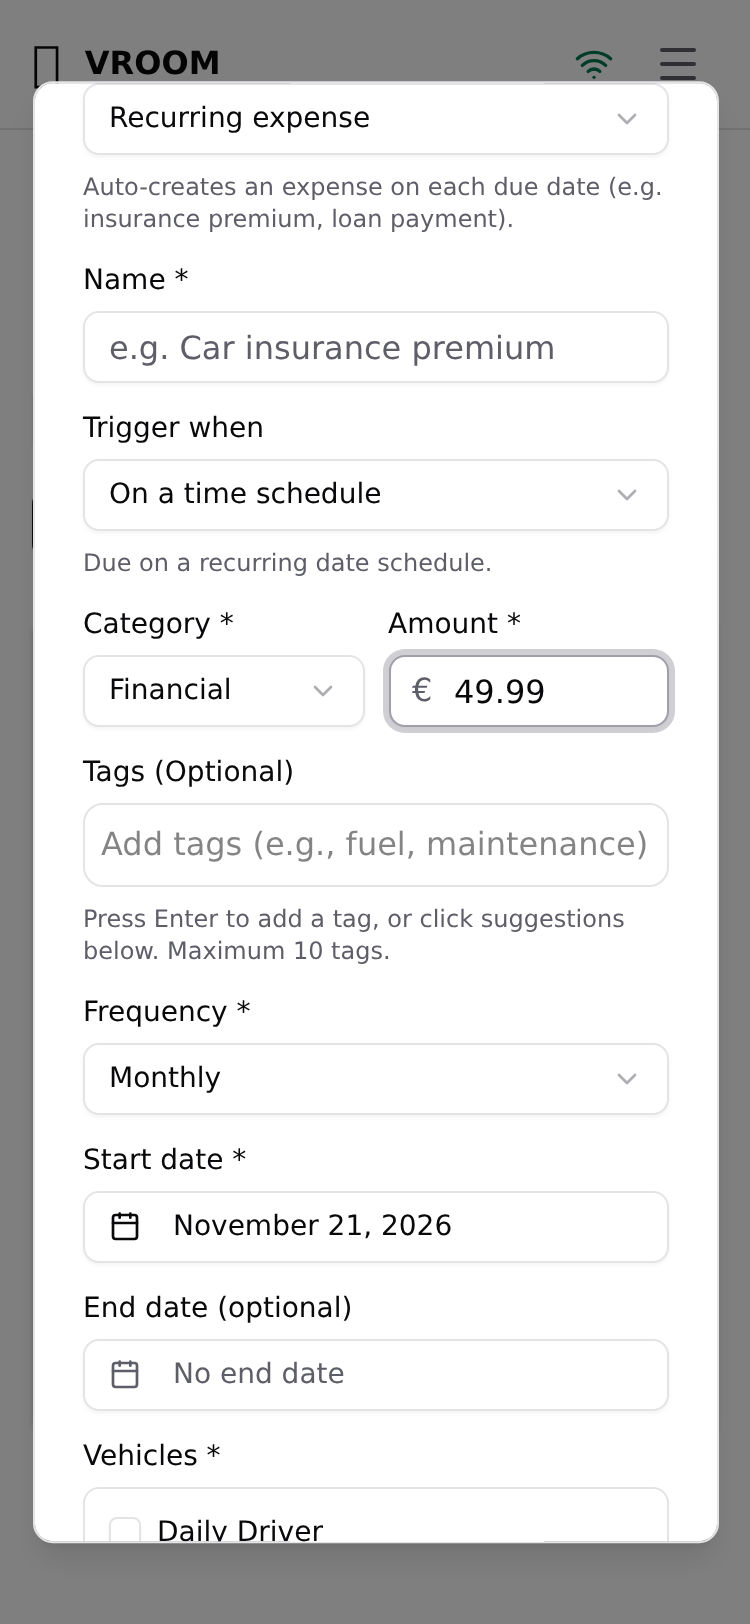 VROOM
Recurring expense
Auto-creates an expense on each due date (e.g.
insurance premium, loan payment).
Name *
e.g. Car insurance premium
Trigger when
On a time schedule
Due on a recurring date schedule.
Category *
Amount *
Financial
€ 49.99
Tags (Optional)
Add tags (e.g., fuel, maintenance)
Press Enter to add a tag, or click suggestions
below. Maximum 10 tags.
Frequency *
Monthly
Start date *
November 21, 2026
End date (optional)
No end date
Vehicles *
Daily Driver